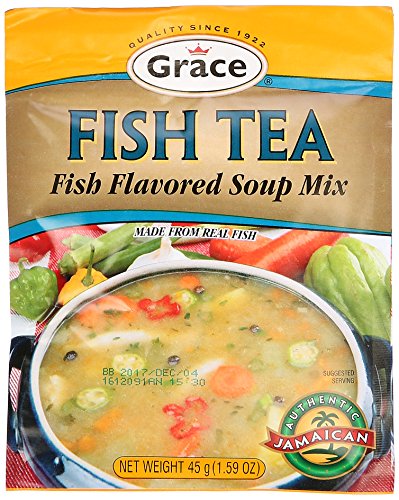 QUALITY SINCE 1922
Grace®
FISH TEA
Fish Flavored Soup Mix
MADE FROM REAL FISH
BB 2017/DEC/04
1612091AN 15:30
SUGGESTED
SERVING
AUTHENTIC
JAMAICAN
NET WEIGHT 45 g (1.59 OZ)